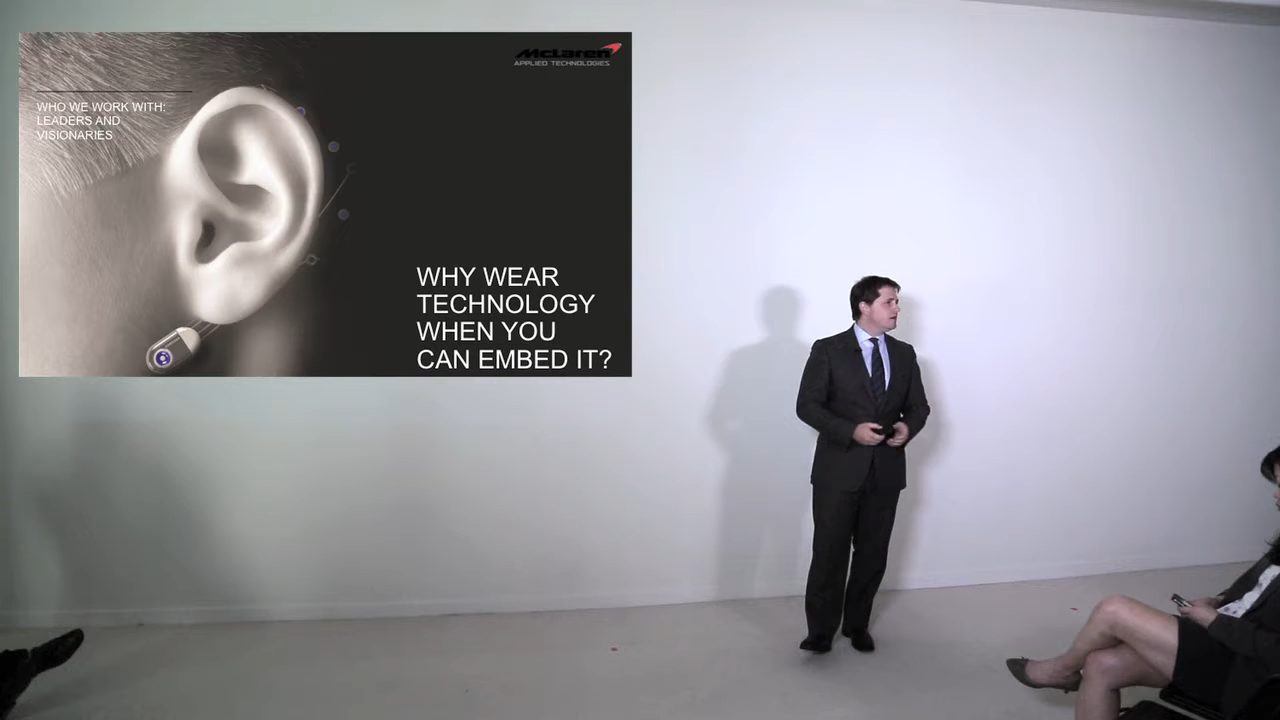 McLaren
APPLIED TECHNOLOGIES
WHO WE WORK WITH:
LEADERS AND
VISIONARIES
WHY WEAR
TECHNOLOGY
WHEN YOU
CAN EMBED IT?